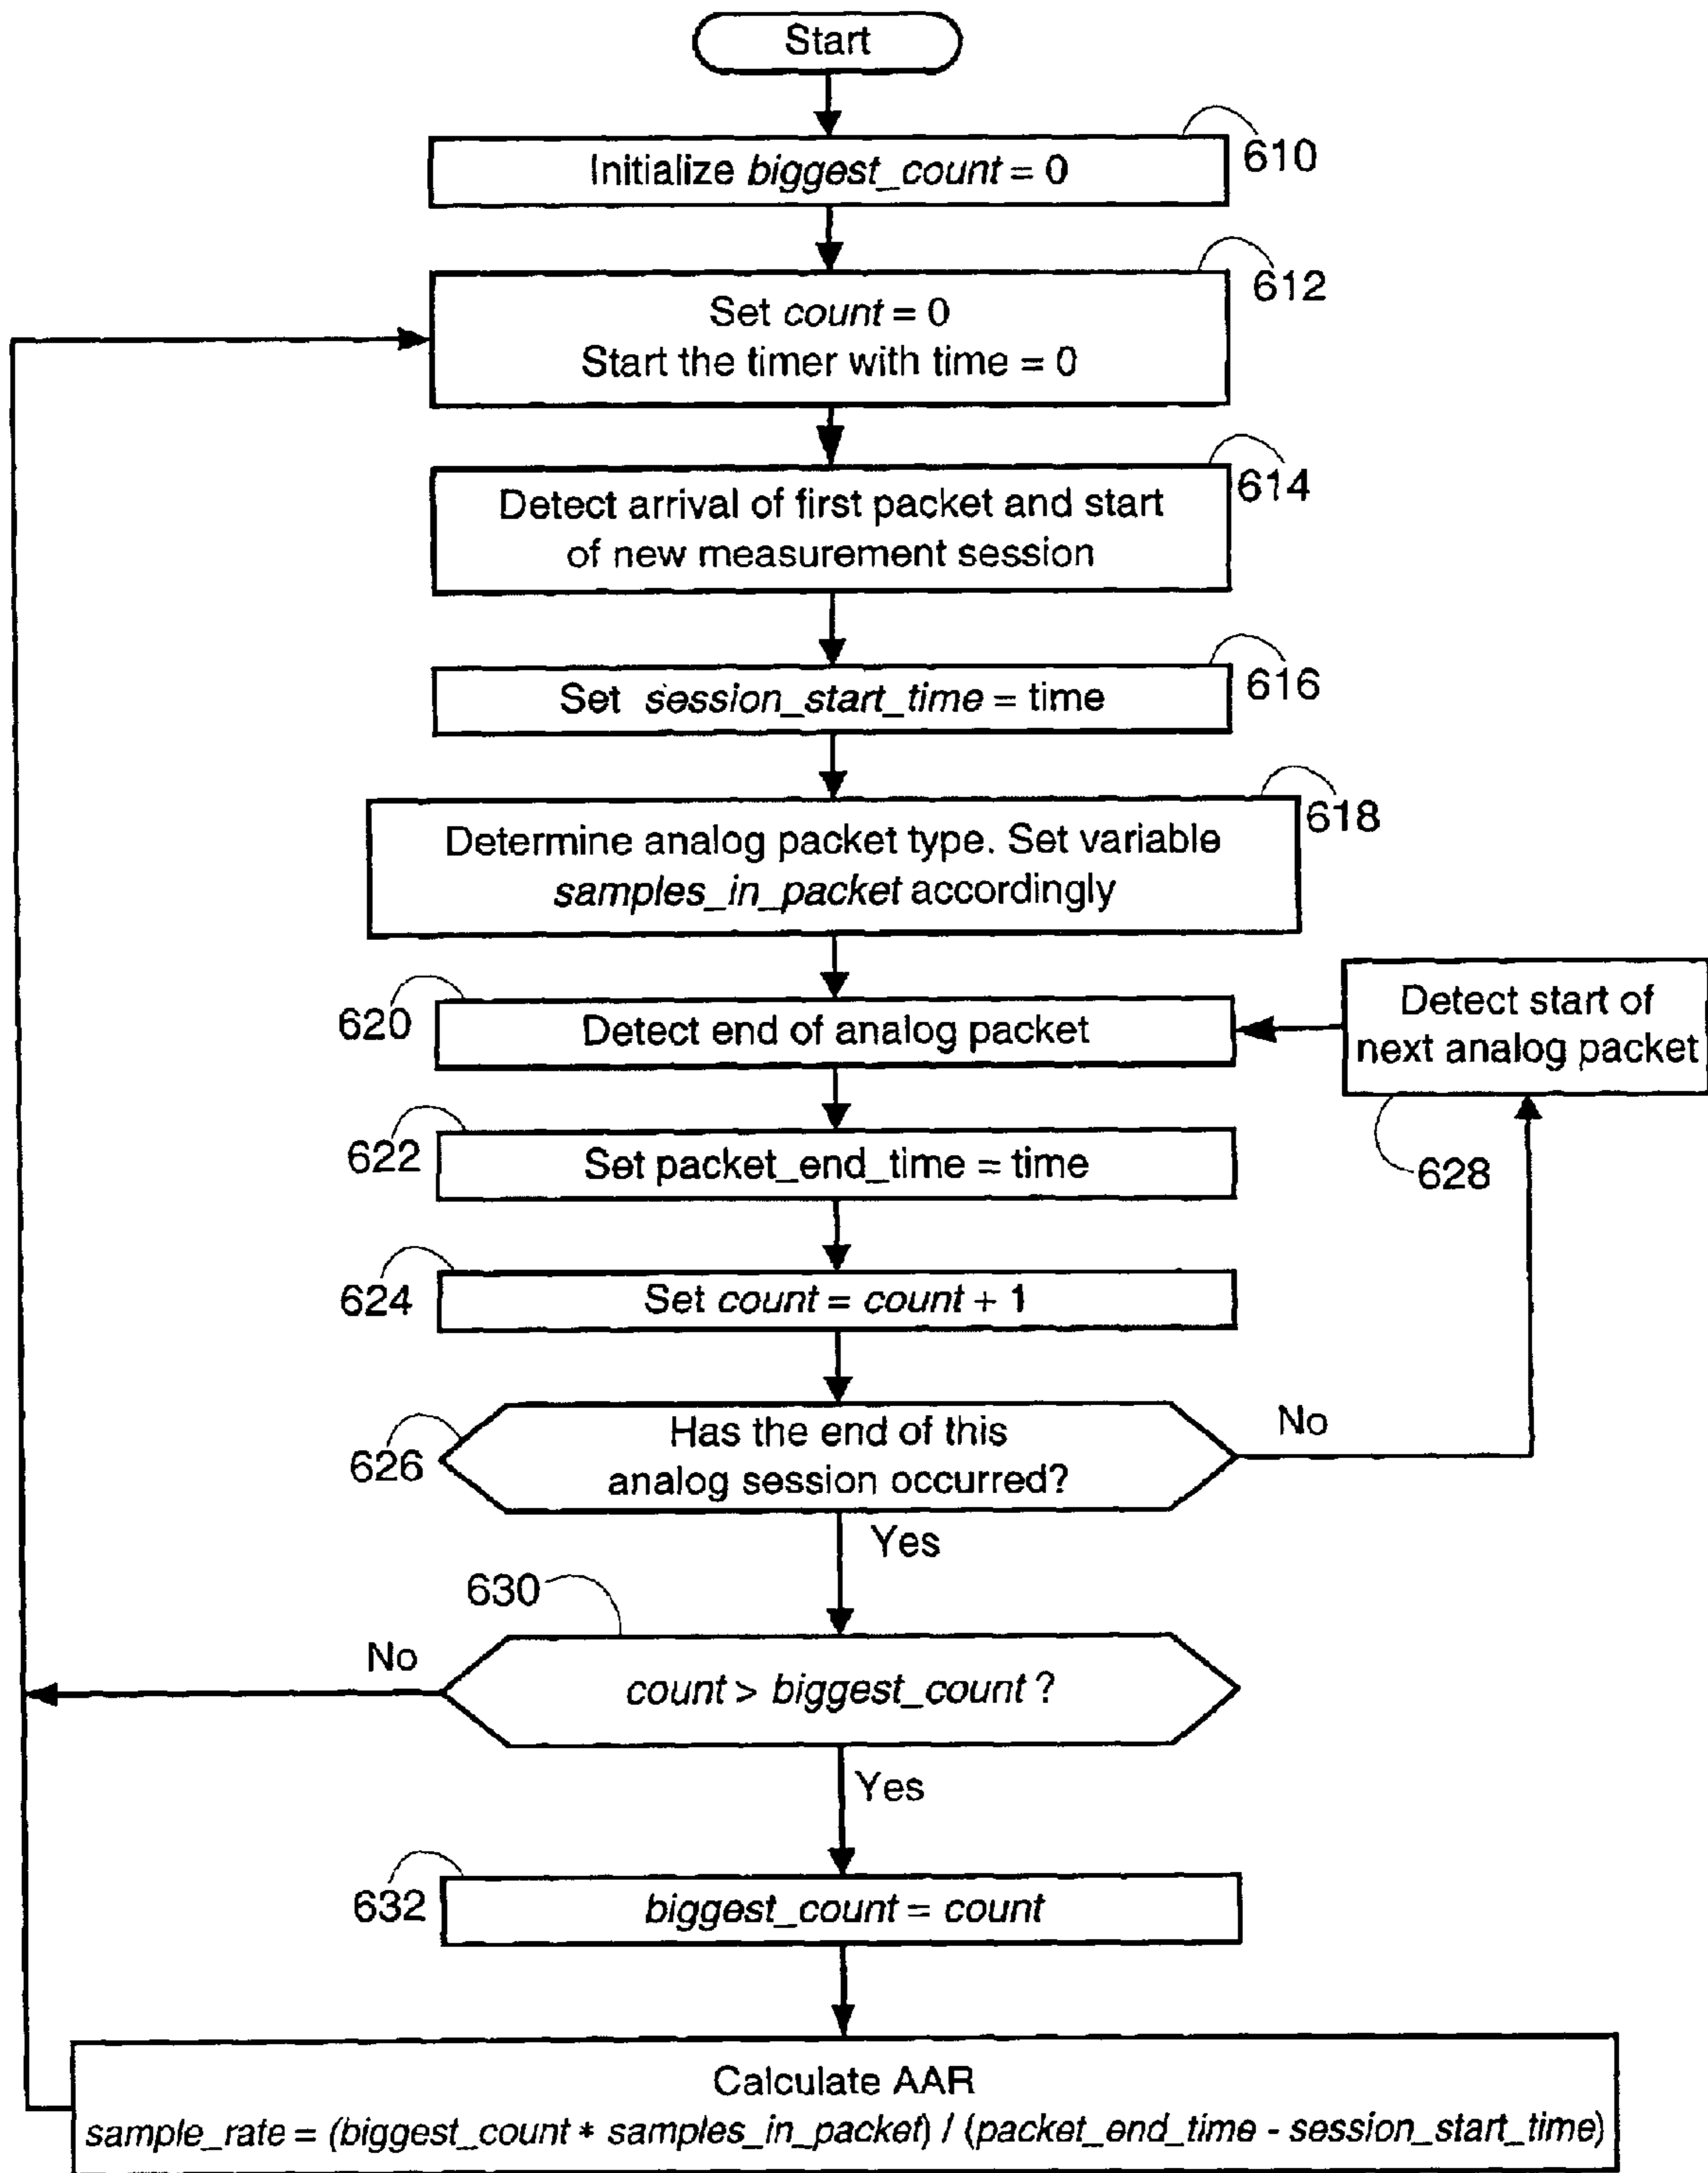 Start
Initialize biggest_count = 0
610
Set count = 0
Start the timer with time = 0
612
Detect arrival of first packet and start
of new measurement session
614
Set session_start_time = time
616
Determine analog packet type. Set variable
samples_in_packet accordingly
618
Detect end of analog packet
620
Detect start of
next analog packet
628
Set packet_end_time = time
622
Set count = count + 1
624
Has the end of this
analog session occurred?
626
No
Yes
630
count > biggest_count ?
No
Yes
biggest_count = count
632
Calculate AAR
sample_rate = (biggest_count * samples_in_packet) / (packet_end_time - session_start_time)